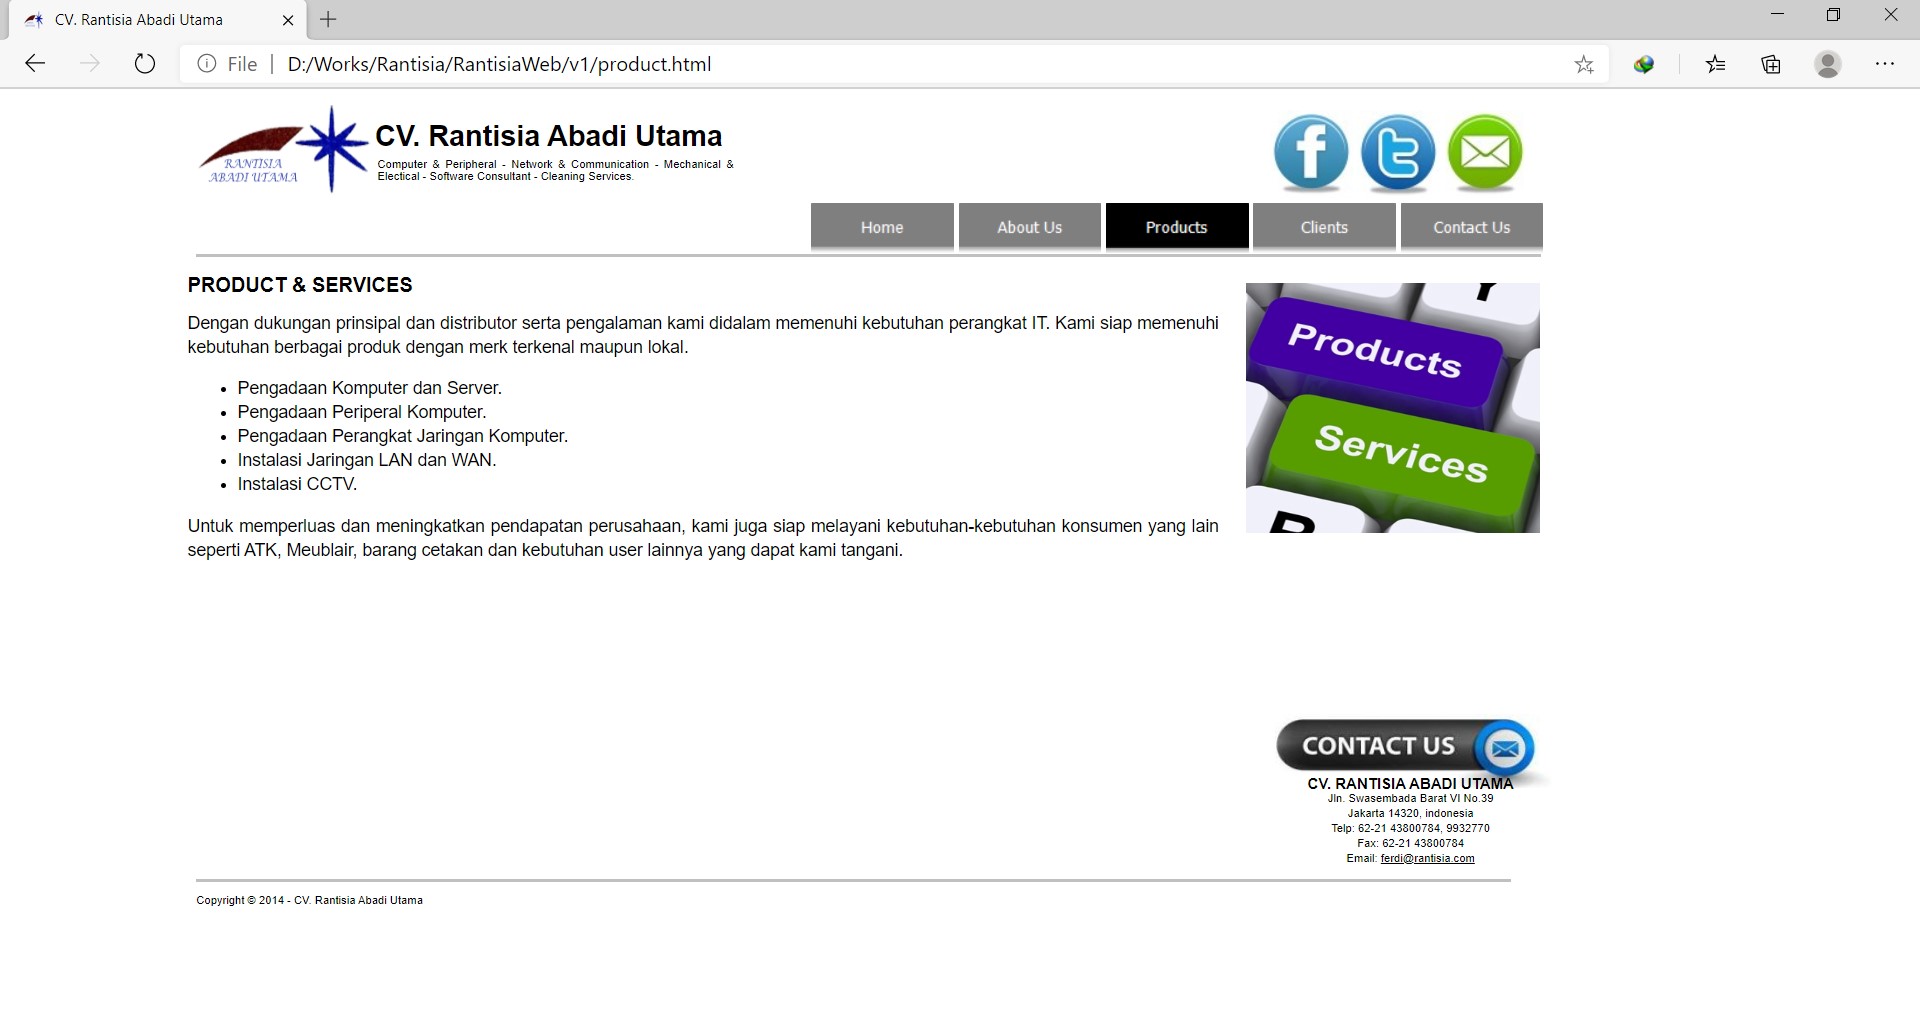 CV. Rantisia Abadi Utama
File
D:/Works/Rantisia/RantisiaWeb/v1/product.html
RANTISIA
ABADI UTAMA
CV. Rantisia Abadi Utama
Computer & Peripheral - Network & Communication - Mechanical &
Electical - Software Consultant - Cleaning Services.
f
t
Home
About Us
Products
Clients
Contact Us
PRODUCT & SERVICES
Dengan dukungan prinsipal dan distributor serta pengalaman kami didalam memenuhi kebutuhan perangkat IT. Kami siap memenuhi
kebutuhan berbagai produk dengan merk terkenal maupun lokal.
• Pengadaan Komputer dan Server.
• Pengadaan Periperal Komputer.
• Pengadaan Perangkat Jaringan Komputer.
• Instalasi Jaringan LAN dan WAN.
• Instalasi CCTV.
Untuk memperluas dan meningkatkan pendapatan perusahaan, kami juga siap melayani kebutuhan-kebutuhan konsumen yang lain
seperti ATK, Meublair, barang cetakan dan kebutuhan user lainnya yang dapat kami tangani.
Products
Services
CONTACT US
CV. RANTISIA ABADI UTAMA
Jln. Swasembada Barat VI No.39
Jakarta 14320, indonesia
Telp: 62-21 43800784, 9932770
Fax: 62-21 43800784
Email: ferdi@rantisia.com
Copyright © 2014 - CV. Rantisia Abadi Utama